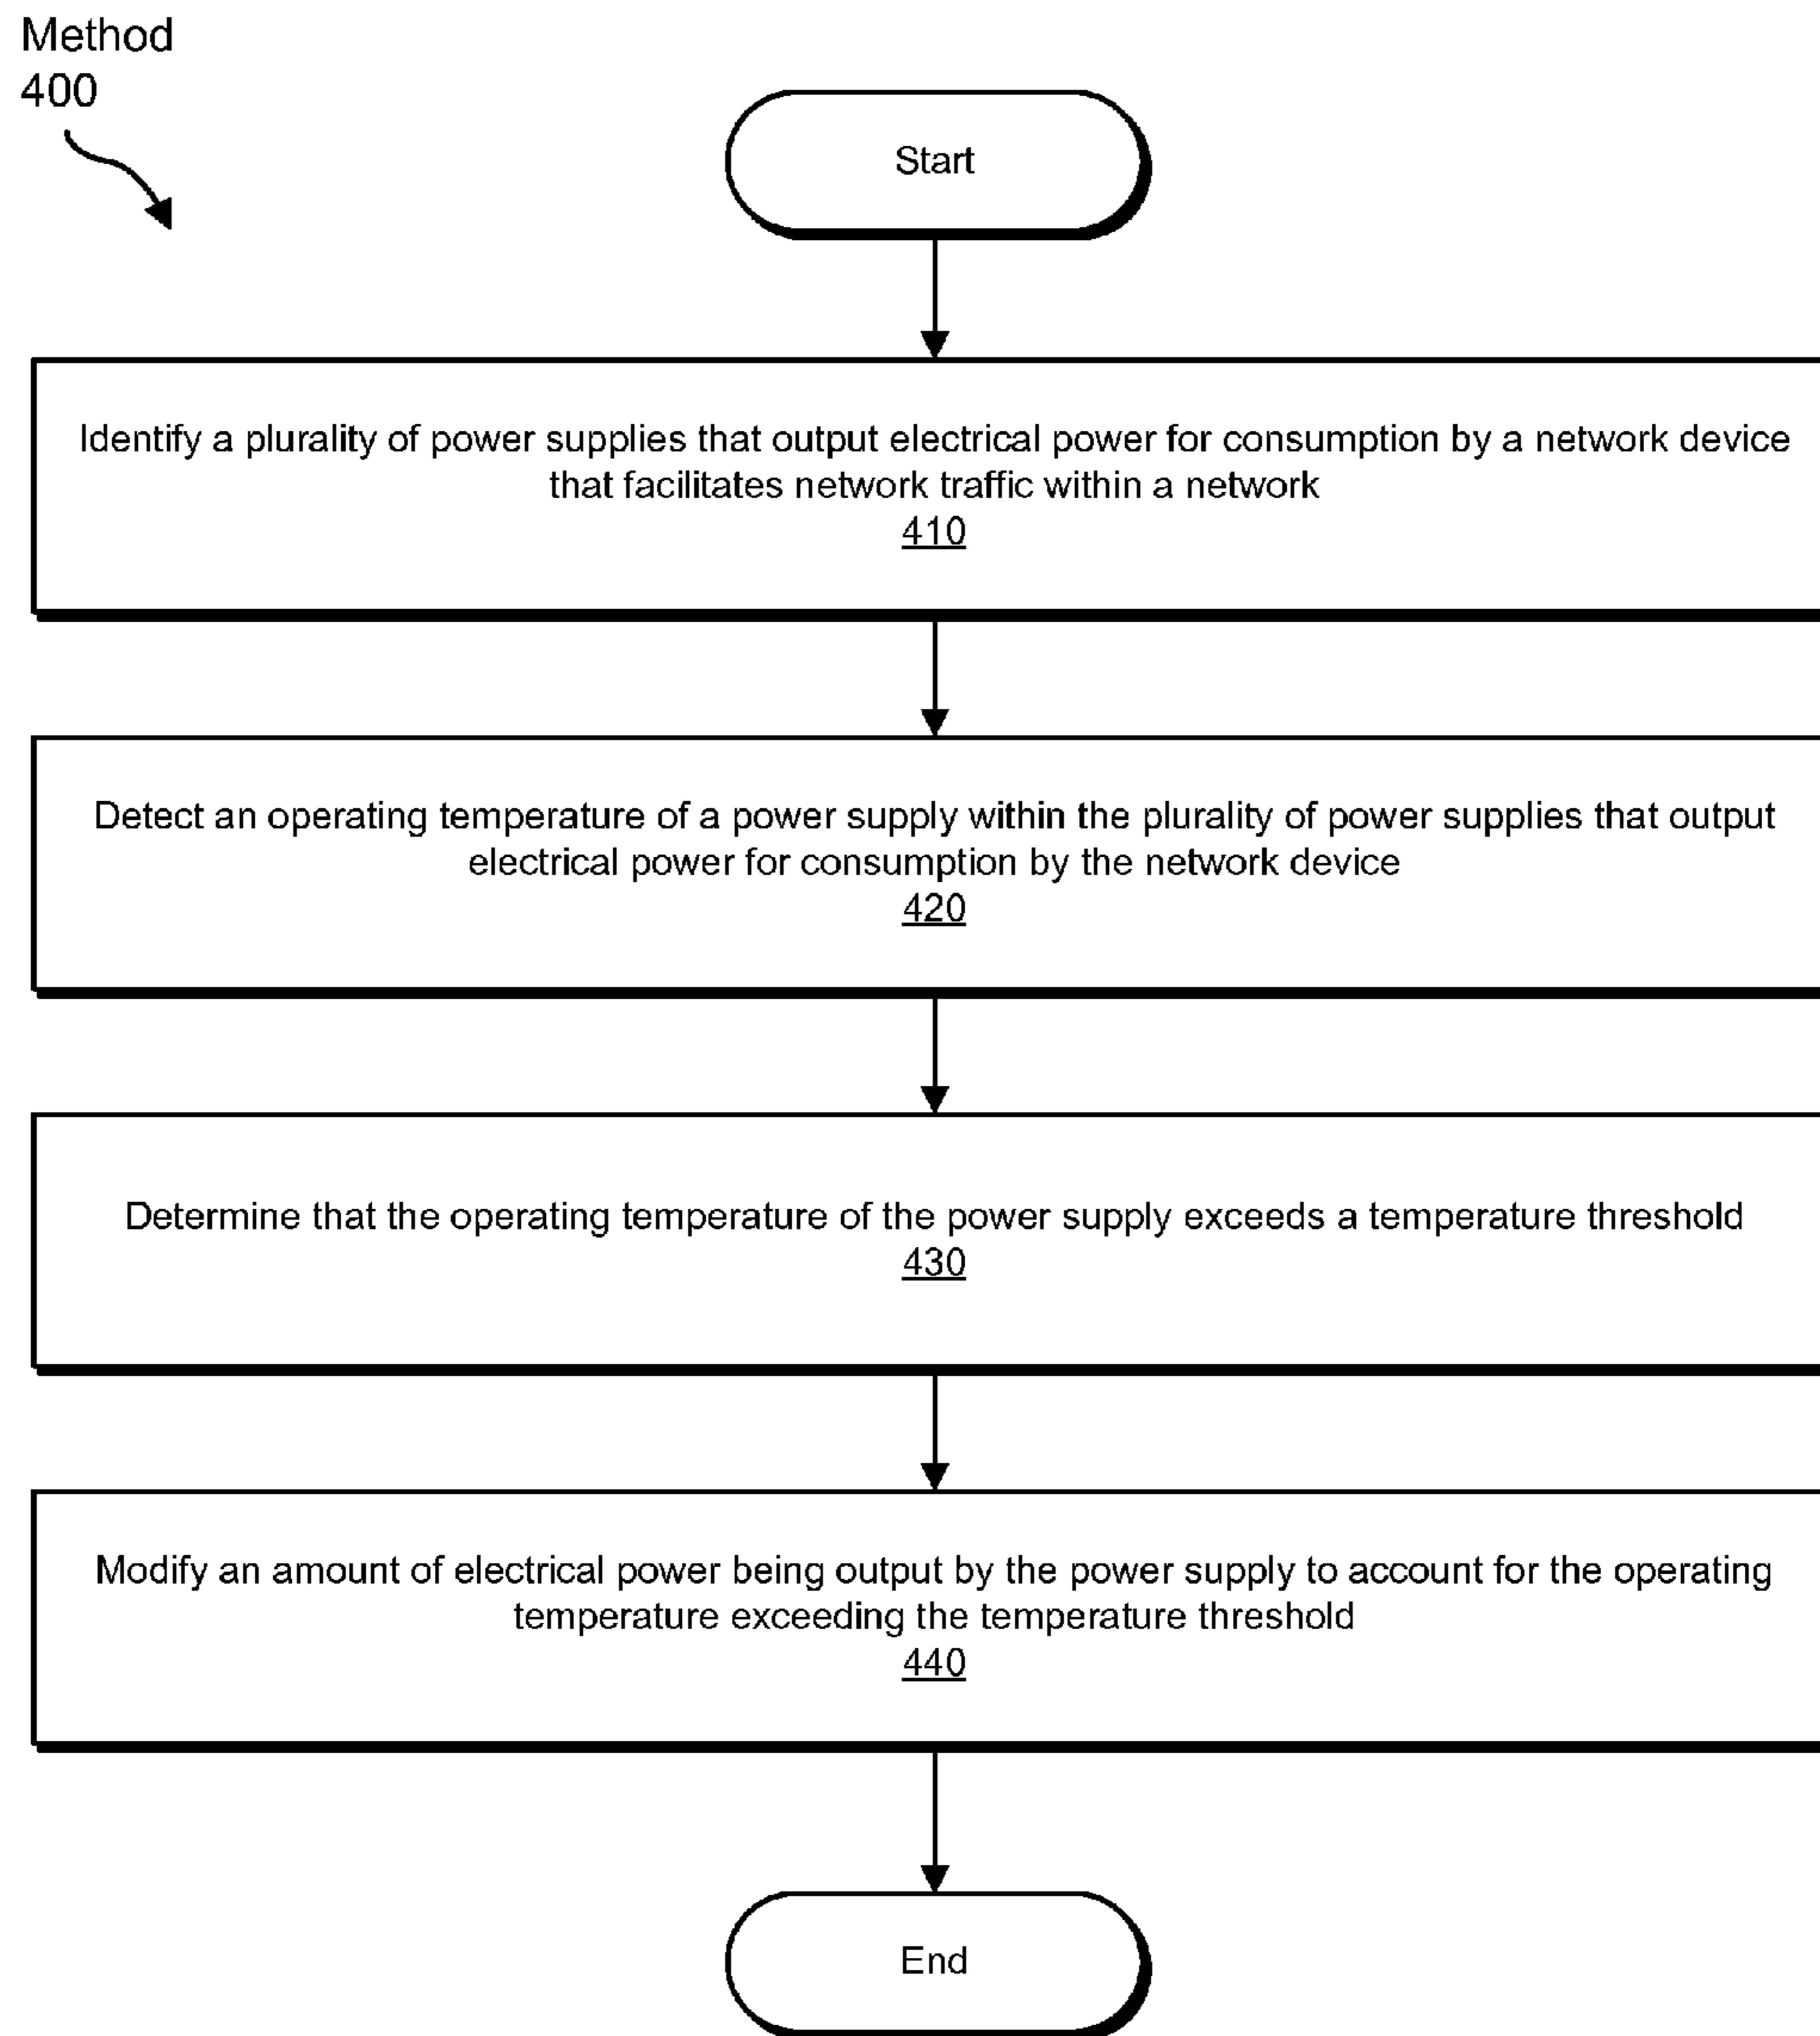 Method
400
Start
Identify a plurality of power supplies that output electrical power for consumption by a network device
that facilitates network traffic within a network
410
Detect an operating temperature of a power supply within the plurality of power supplies that output
electrical power for consumption by the network device
420
Determine that the operating temperature of the power supply exceeds a temperature threshold
430
Modify an amount of electrical power being output by the power supply to account for the operating
temperature exceeding the temperature threshold
440
End